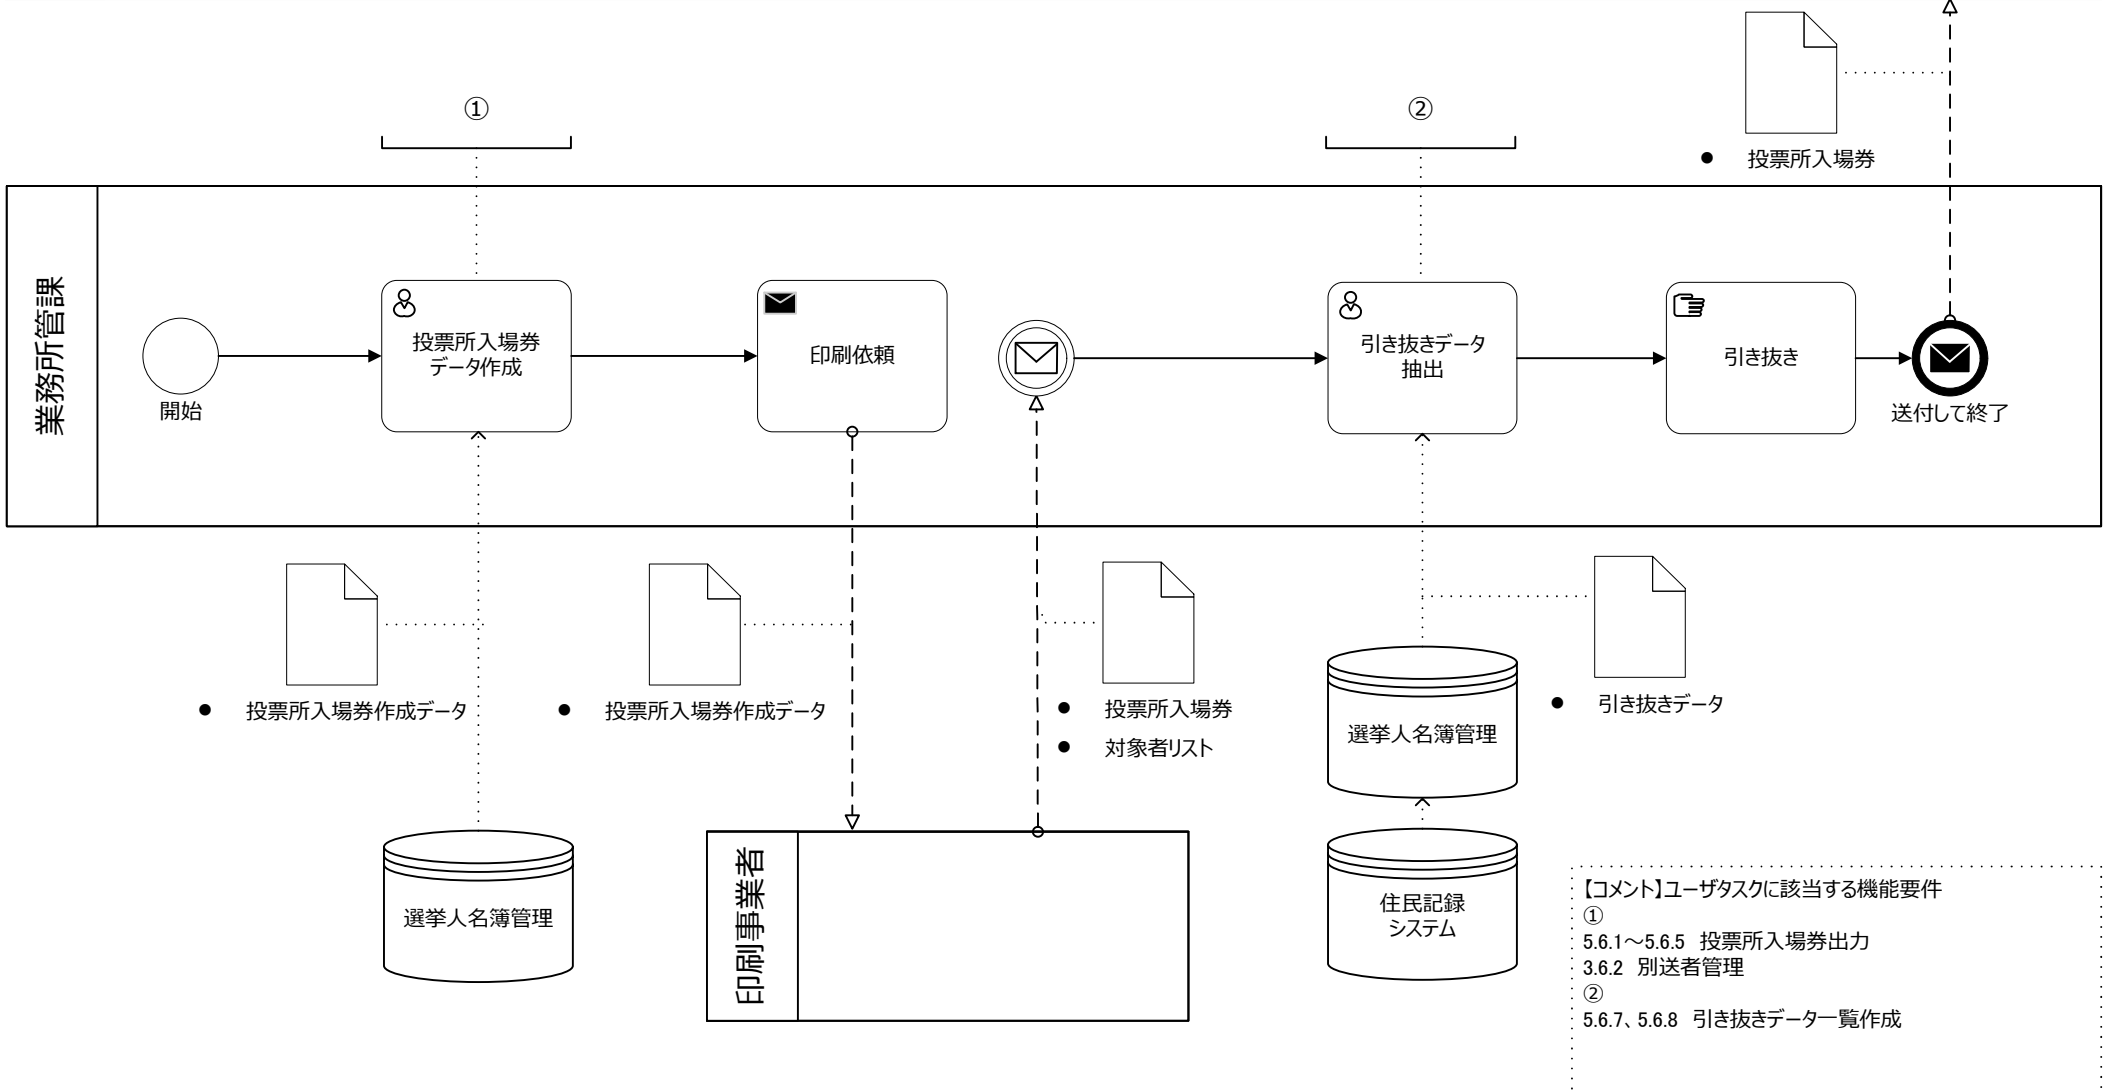 ①
②
● 投票所入場券
業務所管課
開始
投票所入場券
データ作成
印刷依頼
引き抜きデータ
抽出
引き抜き
送付して終了
● 投票所入場券作成データ
● 投票所入場券作成データ
● 投票所入場券
● 対象者リスト
● 引き抜きデータ
選挙人名簿管理
選挙人名簿管理
印刷事業者
住民記録
システム
【コメント】ユーザタスクに該当する機能要件
①
5.6.1～5.6.5 投票所入場券出力
3.6.2 別送者管理
②
5.6.7、5.6.8 引き抜きデータ一覧作成